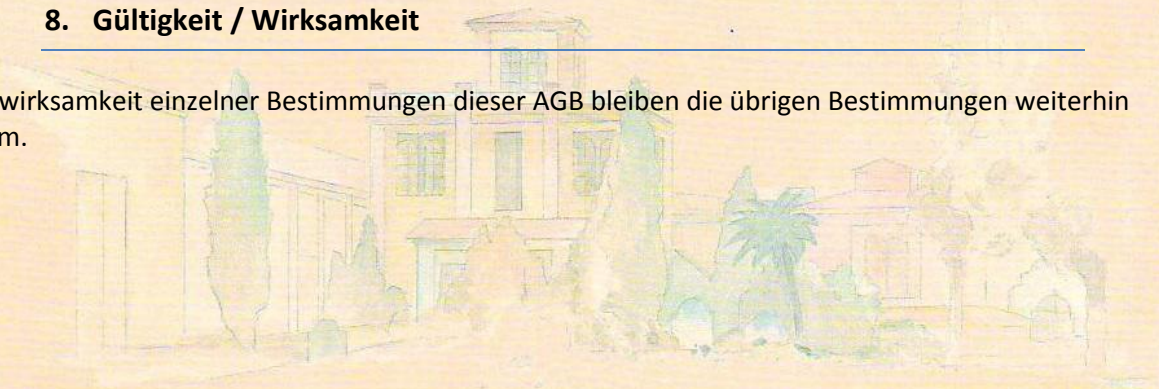 8. Gültigkeit / Wirksamkeit
wirksamkeit einzelner Bestimmungen dieser AGB bleiben die übrigen Bestimmungen weiterhin
m.